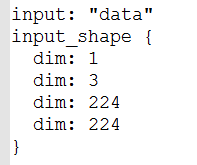 input: "data"
input_shape {
  dim: 1
  dim: 3
  dim: 224
  dim: 224
}